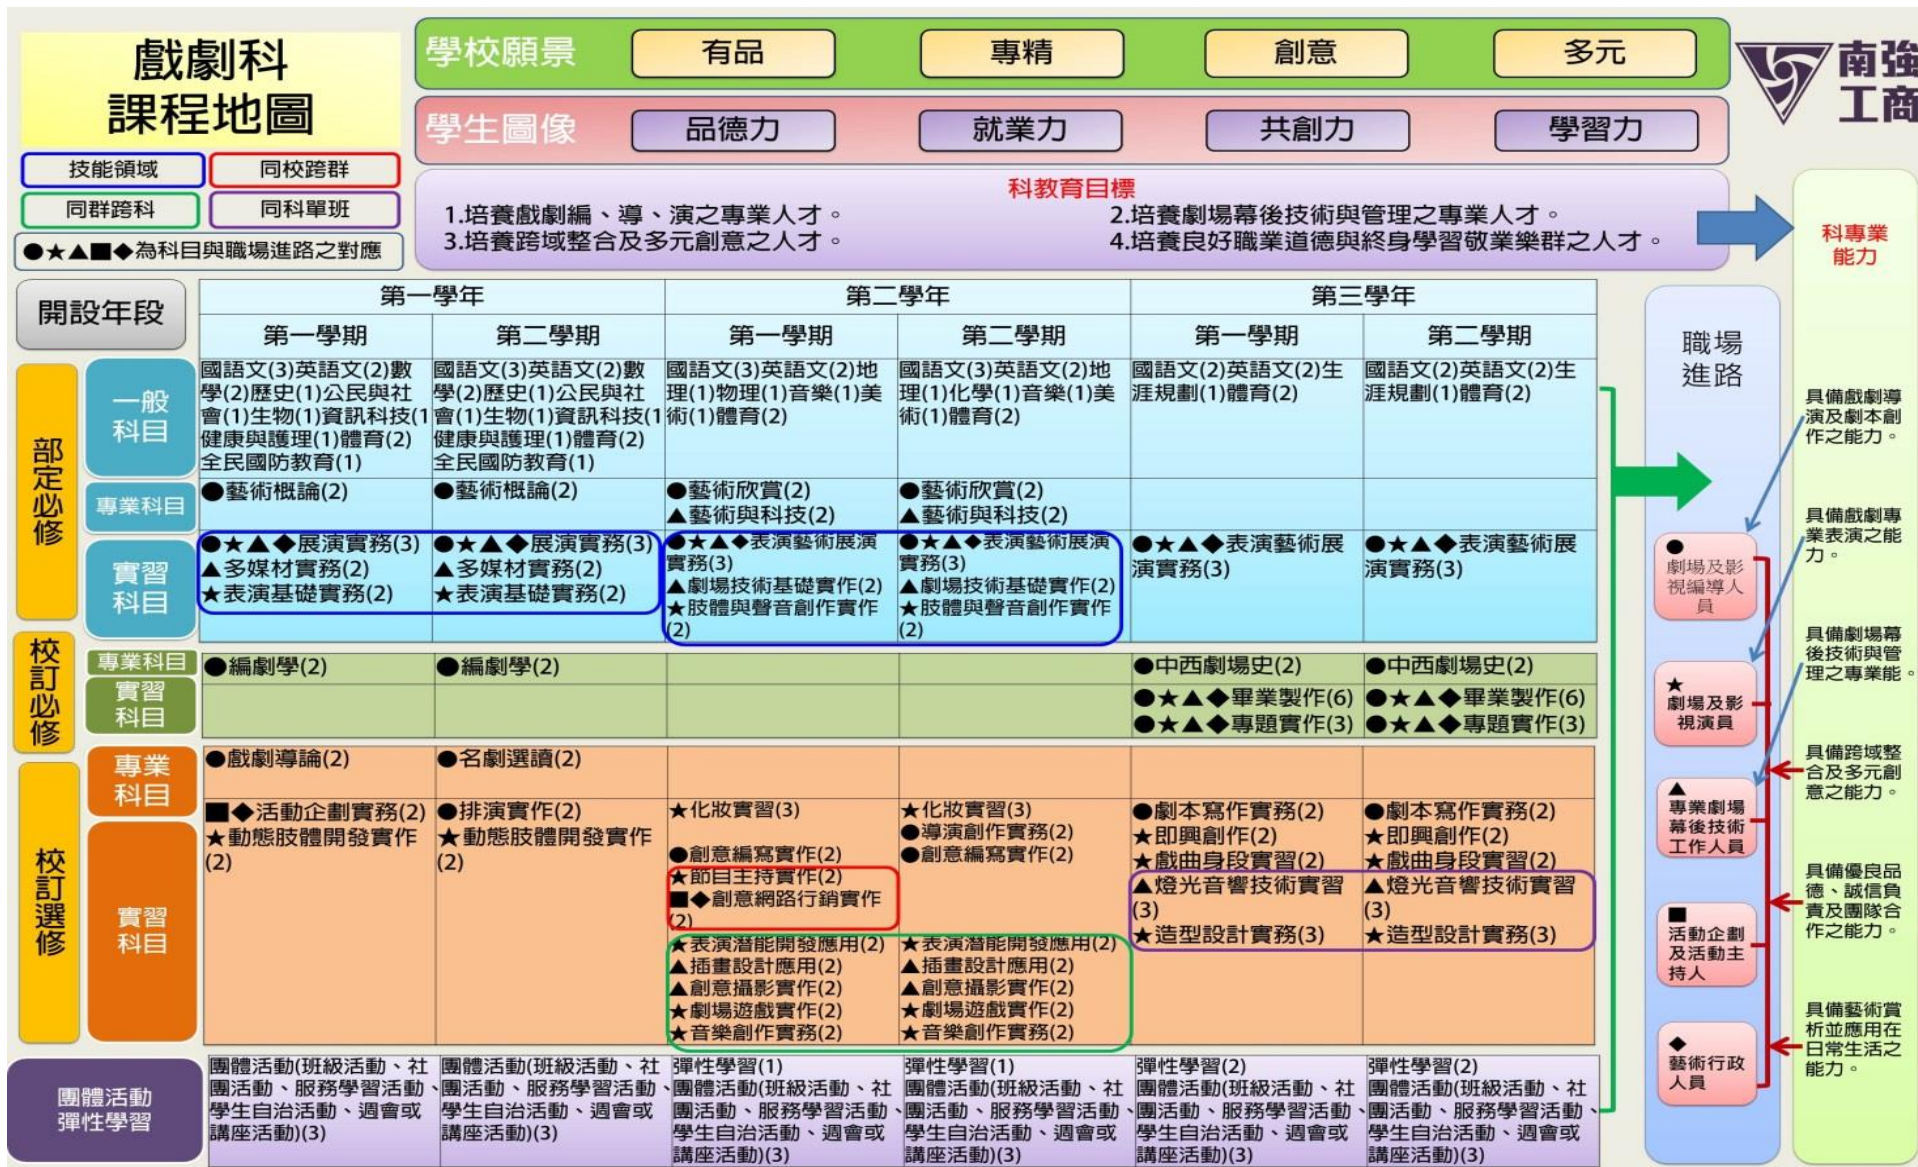 戲劇科
課程地圖
學校願景
有品
專精
創意
多元
南強
工商
學生圖像
品德力
就業力
共創力
學習力
技能領域
同校跨群
同群跨科
同科單班
●★▲■◆為科目與職場進路之對應
科教育目標
1.培養戲劇編、導、演之專業人才。
2.培養劇場幕後技術與管理之專業人才。
3.培養跨域整合及多元創意之人才。
4.培養良好職業道德與終身學習敬業樂群之人才。
開設年段
第一學年
第二學年
第三學年
第一學期
第二學期
第一學期
第二學期
第一學期
第二學期
部定必修
一般
科目
國語文(3)英語文(2)數
學(2)歷史(1)公民與社
會(1)生物(1)資訊科技(1
健康與護理(1)體育(2)
全民國防教育(1)
國語文(3)英語文(2)數
學(2)歷史(1)公民與社
會(1)生物(1)資訊科技(1
健康與護理(1)體育(2)
全民國防教育(1)
國語文(3)英語文(2)地
理(1)物理(1)音樂(1)美
術(1)體育(2)
國語文(3)英語文(2)地
理(1)化學(1)音樂(1)美
術(1)體育(2)
國語文(2)英語文(2)生
涯規劃(1)體育(2)
國語文(2)英語文(2)生
涯規劃(1)體育(2)
專業科目
●藝術概論(2)
●藝術概論(2)
●藝術欣賞(2)
▲藝術與科技(2)
●藝術欣賞(2)
▲藝術與科技(2)
實習
科目
●★▲◆展演實務(3)
▲多媒材實務(2)
★表演基礎實務(2)
●★▲◆展演實務(3)
▲多媒材實務(2)
★表演基礎實務(2)
●★▲◆表演藝術展演
實務(3)
▲劇場技術基礎實作(2)
★肢體與聲音創作實作
(2)
●★▲◆表演藝術展演
實務(3)
▲劇場技術基礎實作(2)
★肢體與聲音創作實作
(2)
●★▲◆表演藝術展
演實務(3)
●★▲◆表演藝術展
演實務(3)
校訂必修
專業科目
●編劇學(2)
●編劇學(2)
●中西劇場史(2)
●中西劇場史(2)
實習
科目
●★▲◆畢業製作(6)
●★▲◆專題實作(3)
●★▲◆畢業製作(6)
●★▲◆專題實作(3)
校訂選修
專業
科目
●戲劇導論(2)
●名劇選讀(2)
實習
科目
■◆活動企劃實務(2)
★動態肢體開發實作
(2)
●排演實作(2)
★動態肢體開發實作
(2)
★化妝實習(3)
●創意編寫實作(2)
★節目主持實作(2)
■◆創意網路行銷實作
(2)
★表演潛能開發應用(2)
▲插畫設計應用(2)
▲創意攝影實作(2)
★劇場遊戲實作(2)
★音樂創作實務(2)
★化妝實習(3)
●導演創作實務(2)
●創意編寫實作(2)
★表演潛能開發應用(2)
▲插畫設計應用(2)
▲創意攝影實作(2)
★劇場遊戲實作(2)
★音樂創作實務(2)
●劇本寫作實務(2)
★即興創作(2)
★戲曲身段實習(2)
▲燈光音響技術實習
(3)
★造型設計實務(3)
●劇本寫作實務(2)
★即興創作(2)
★戲曲身段實習(2)
▲燈光音響技術實習
(3)
★造型設計實務(3)
團體活動
彈性學習
團體活動(班級活動、社
團活動、服務學習活動、
學生自治活動、週會或
講座活動)(3)
團體活動(班級活動、社
團活動、服務學習活動、
學生自治活動、週會或
講座活動)(3)
彈性學習(1)
團體活動(班級活動、社
團活動、服務學習活動、
學生自治活動、週會或
講座活動)(3)
彈性學習(1)
團體活動(班級活動、社
團活動、服務學習活動、
學生自治活動、週會或
講座活動)(3)
彈性學習(2)
團體活動(班級活動、社
團活動、服務學習活動、
學生自治活動、週會或
講座活動)(3)
彈性學習(2)
團體活動(班級活動、社
團活動、服務學習活動、
學生自治活動、週會或
講座活動)(3)
職場
進路
●
劇場及影
視編導人
員
★
劇場及影
視演員
▲
專業劇場
幕後技術
工作人員
■
活動企劃
及活動主
持人
◆
藝術行政
人員
科專業
能力
具備戲劇導
演及劇本創
作之能力。
具備戲劇專
業表演之能
力。
具備劇場幕
後技術與管
理之專業能。
具備跨域整
合及多元創
意之能力。
具備優良品
德、誠信負
責及團隊合
作之能力。
具備藝術賞
析並應用在
日常生活之
能力。